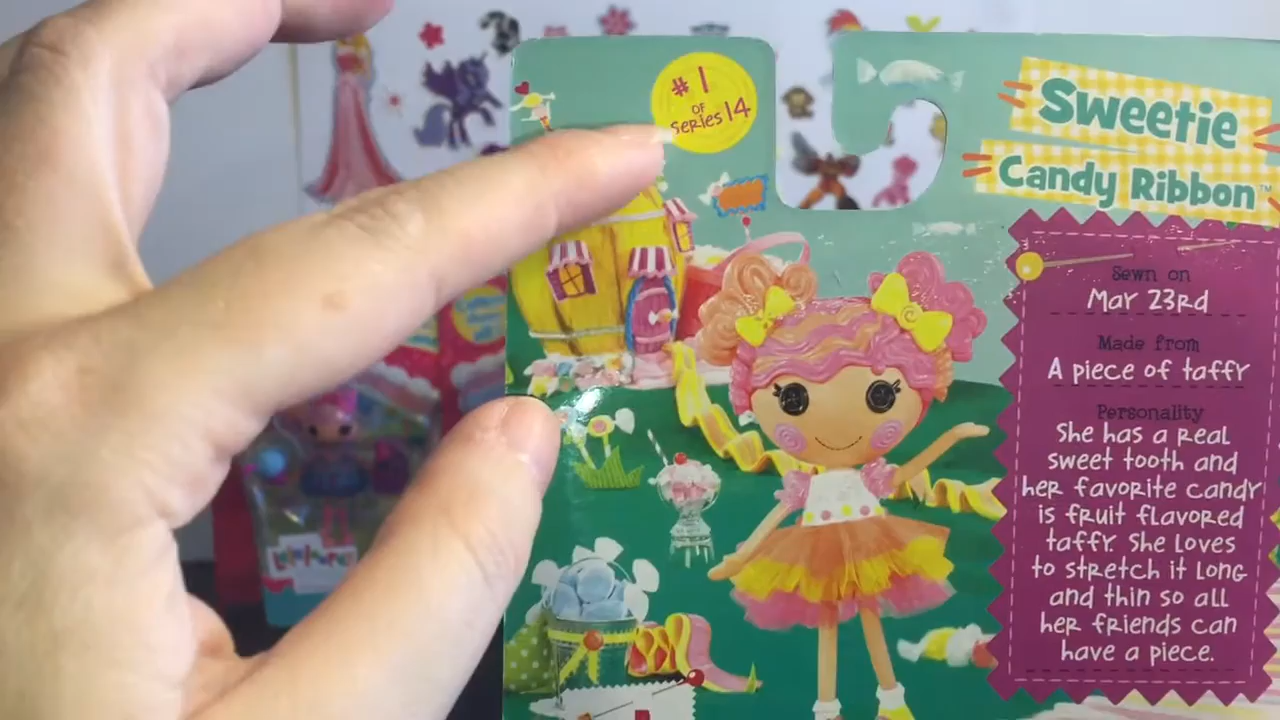 #1
OF
Series 14
Sweetie
Candy Ribbon™
Sewn on
Mar 23rd
Made from
A piece of taffy
Personality
She has a real
sweet tooth and
her favorite candy
is fruit flavored
taffy. She loves
to stretch it long
and thin so all
her friends can
have a piece.